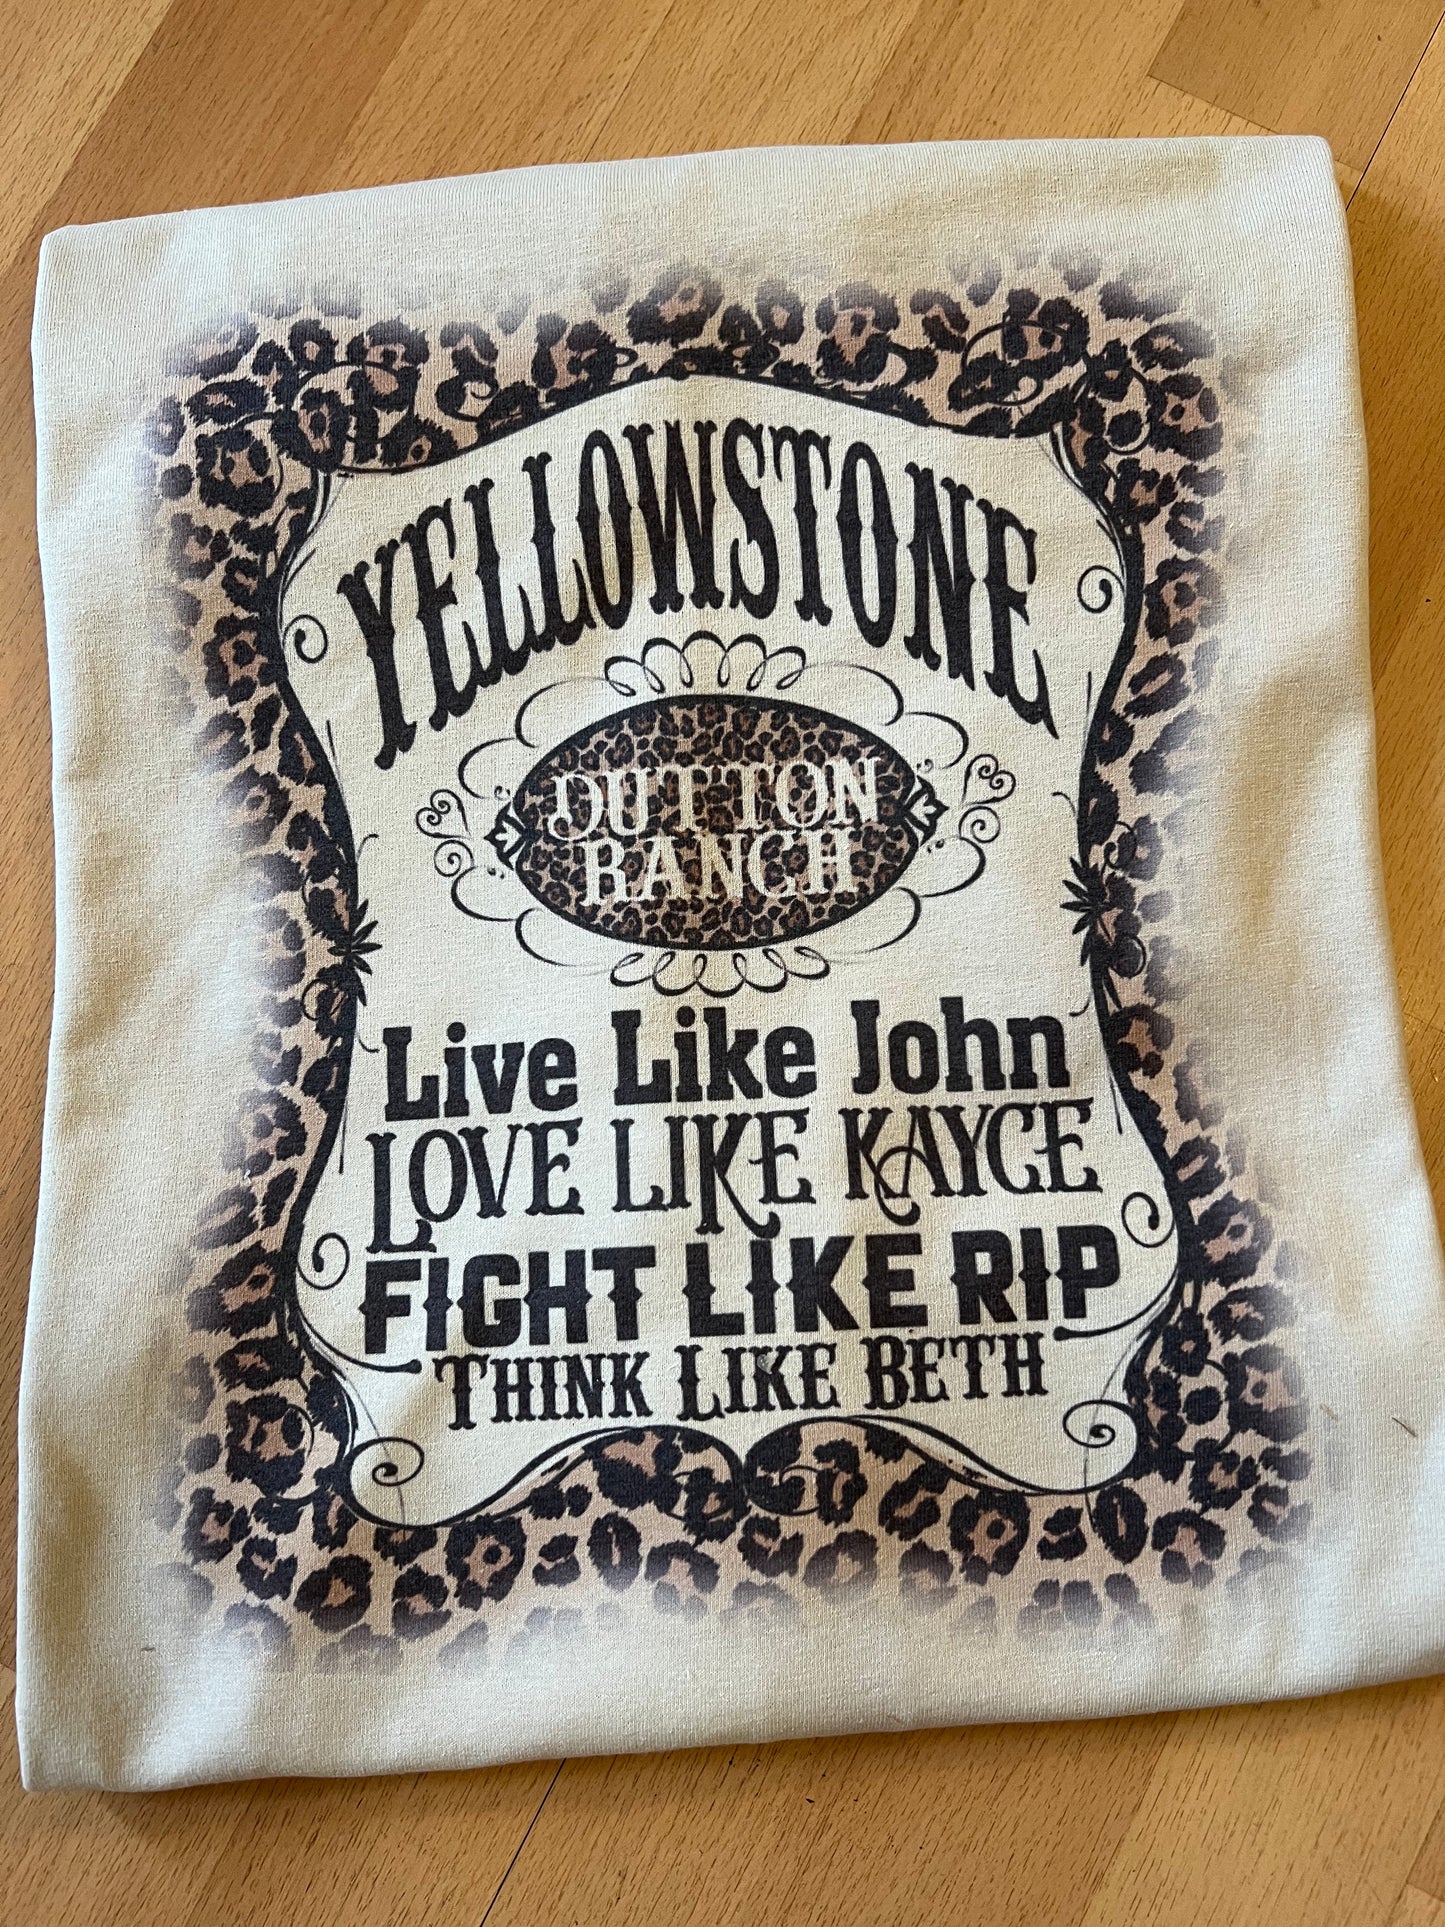 YELLOWSTONE
DUTTON
RANCH
Live Like John
LOVE LIKE KAYCE
FIGHT LIKE RIP
THINK LIKE BETH